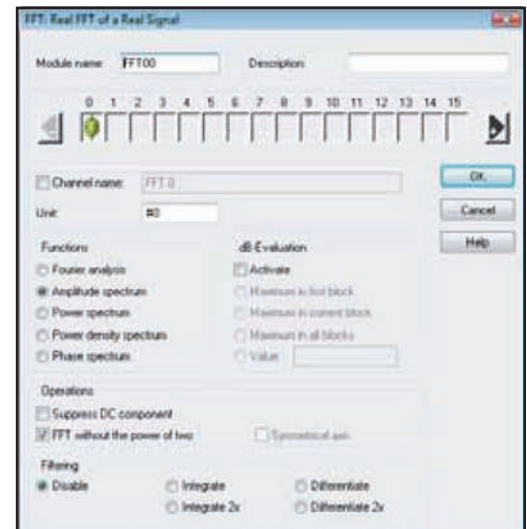 FFT: Real FFT of a Real Signal
Module name: FFT00 Description:
0 1 2 3 4 5 6 7 8 9 10 11 12 13 14 15
Channel name: FFT 0
Unit: #0
OK
Cancel
Help
Functions
Fourier analysis
Amplitude spectrum
Power spectrum
Power density spectrum
Phase spectrum
dB-Evaluation
Activate
Maximum in first block
Maximum in current block
Maximum in all blocks
Value:
Operations
Suppress DC component
FFT without the power of two Symmetrical axis
Filtering
Disable Integrate Differentiate
Integrate 2x Differentiate 2x